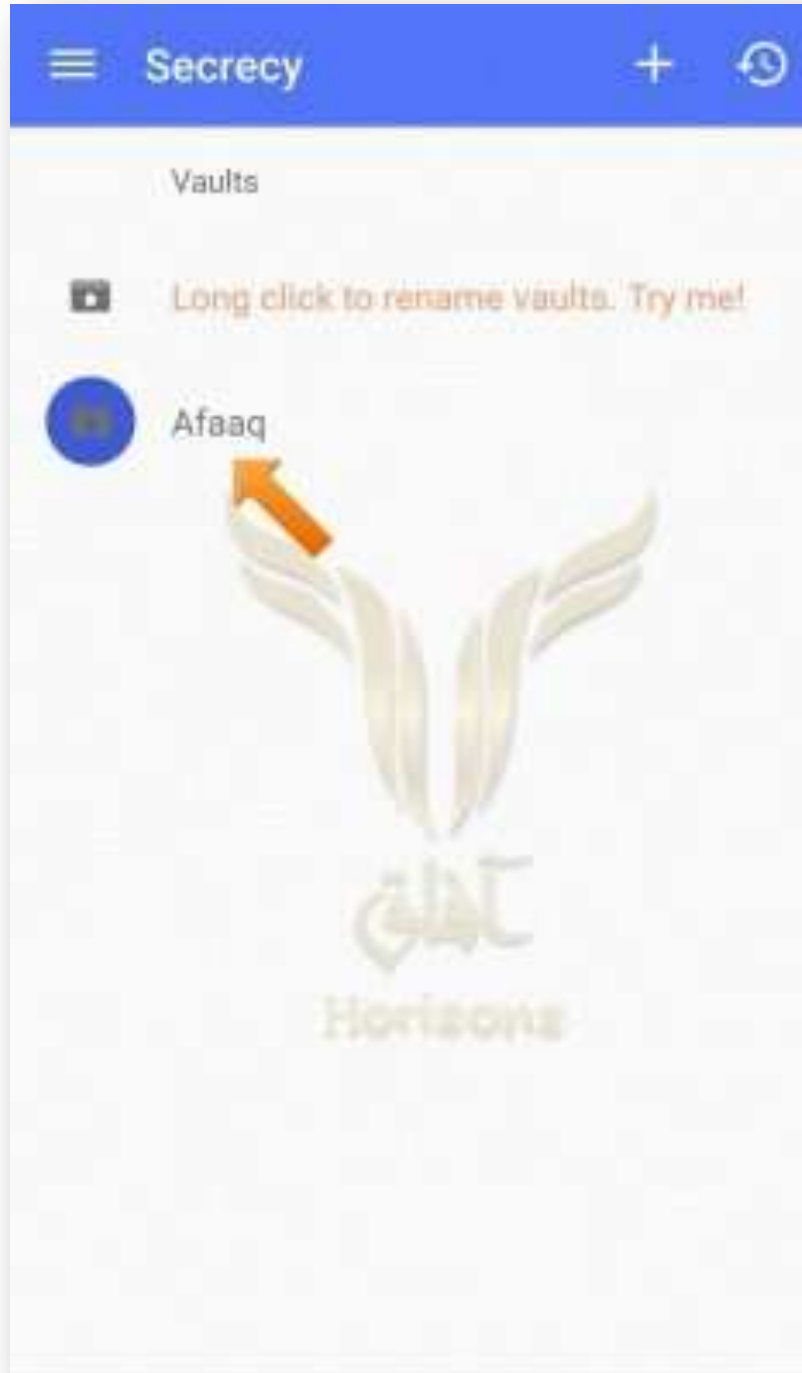 Secrecy
Vaults
Long click to rename vaults. Try me!
Afaaq
آفاق
Horizons